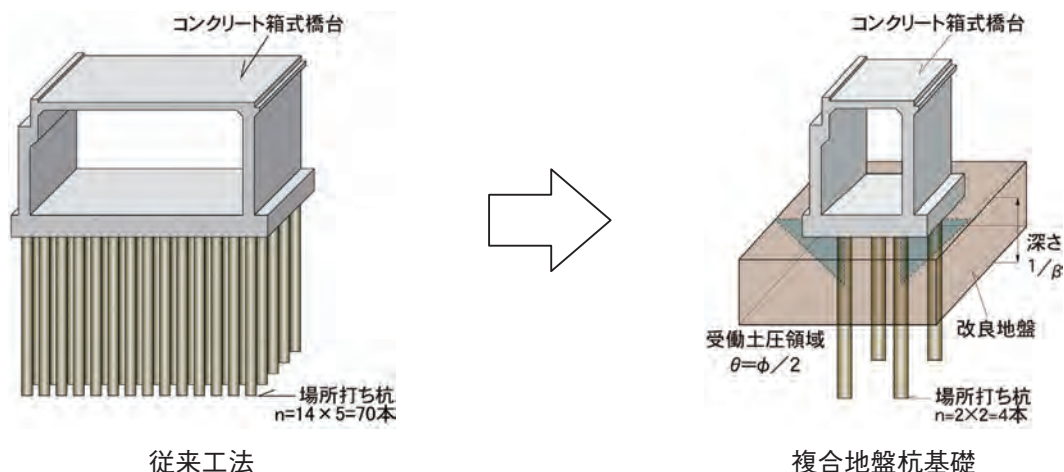 コンクリート箱式橋台
場所打ち杭
n=14×5=70本
従来工法
コンクリート箱式橋台
深さ
1/β
改良地盤
受働土圧領域
θ=φ/2
場所打ち杭
n=2×2=4本
複合地盤杭基礎